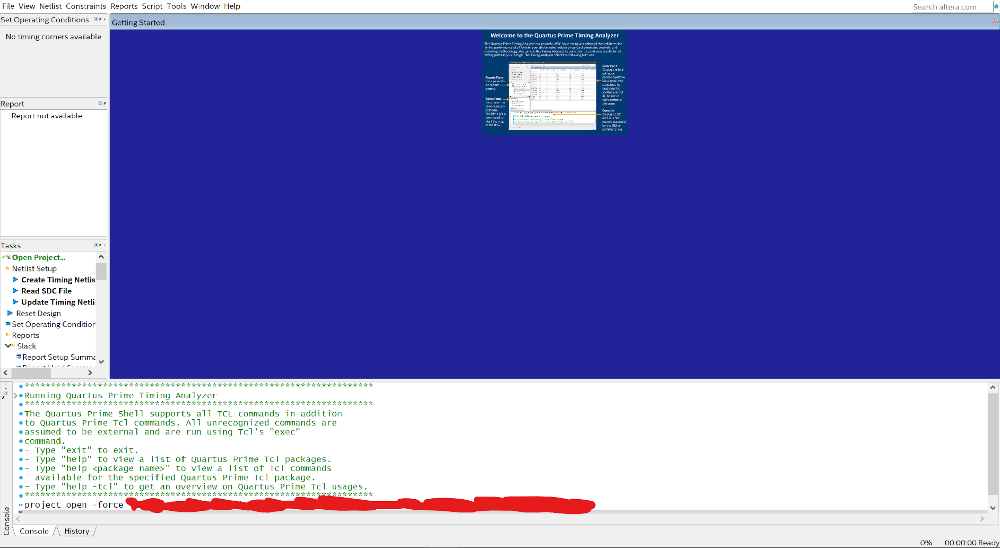 File View Netlist Constraints Reports Script Tools Window Help
Search altera.com
Set Operating Conditions
No timing corners available
Report
Report not available
Tasks
Open Project...
Netlist Setup
Create Timing Netlis
Read SDC File
Update Timing Netli
Reset Design
Set Operating Condition
Reports
Slack
Report Setup Summa
Report Hold Summar
Getting Started
Welcome to the Quartus Prime Timing Analyzer
The Quartus Prime Timing Analyzer is a powerful ASIC-style timing analysis tool that validates the
timing performance of all logic in your design using industry-standard constraint, analysis, and
reporting methodology. You can use the Timing Analyzer to constrain, run, and view results for all
timing paths in your design. The Timing Analyzer offers the following features:
Report Pane
Lists generat-
ed report
panels.
Tasks Pane
Lists common
tasks you can
perform.
Double-click a
command to
start the step
in the flow.
View Pane
Displays select-
ed report
panels. Split the
View pane into
subpanes by
dragging the
splitter control
in the upper
right corner of
the pane.
Console
Displays SDC
and Tcl com-
mands executed
by the GUI or
command line.
*******************************************************************
Running Quartus Prime Timing Analyzer
*******************************************************************
The Quartus Prime Shell supports all TCL commands in addition
to Quartus Prime Tcl commands. All unrecognized commands are
assumed to be external and are run using Tcl's "exec"
command.
- Type "exit" to exit.
- Type "help" to view a list of Quartus Prime Tcl packages.
- Type "help <package name>" to view a list of Tcl commands
available for the specified Quartus Prime Tcl package.
- Type "help -tcl" to get an overview on Quartus Prime Tcl usages.
*******************************************************************
project_open -force
Console
Console History
0% 00:00:00 Ready